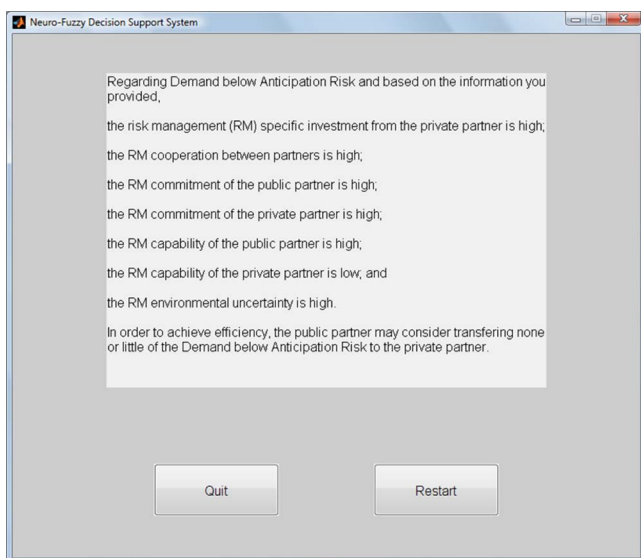 Neuro-Fuzzy Decision Support System
Regarding Demand below Anticipation Risk and based on the information you
provided,
the risk management (RM) specific investment from the private partner is high;
the RM cooperation between partners is high;
the RM commitment of the public partner is high;
the RM commitment of the private partner is high;
the RM capability of the public partner is high;
the RM capability of the private partner is low; and
the RM environmental uncertainty is high.
In order to achieve efficiency, the public partner may consider transfering none
or little of the Demand below Anticipation Risk to the private partner.
Quit
Restart